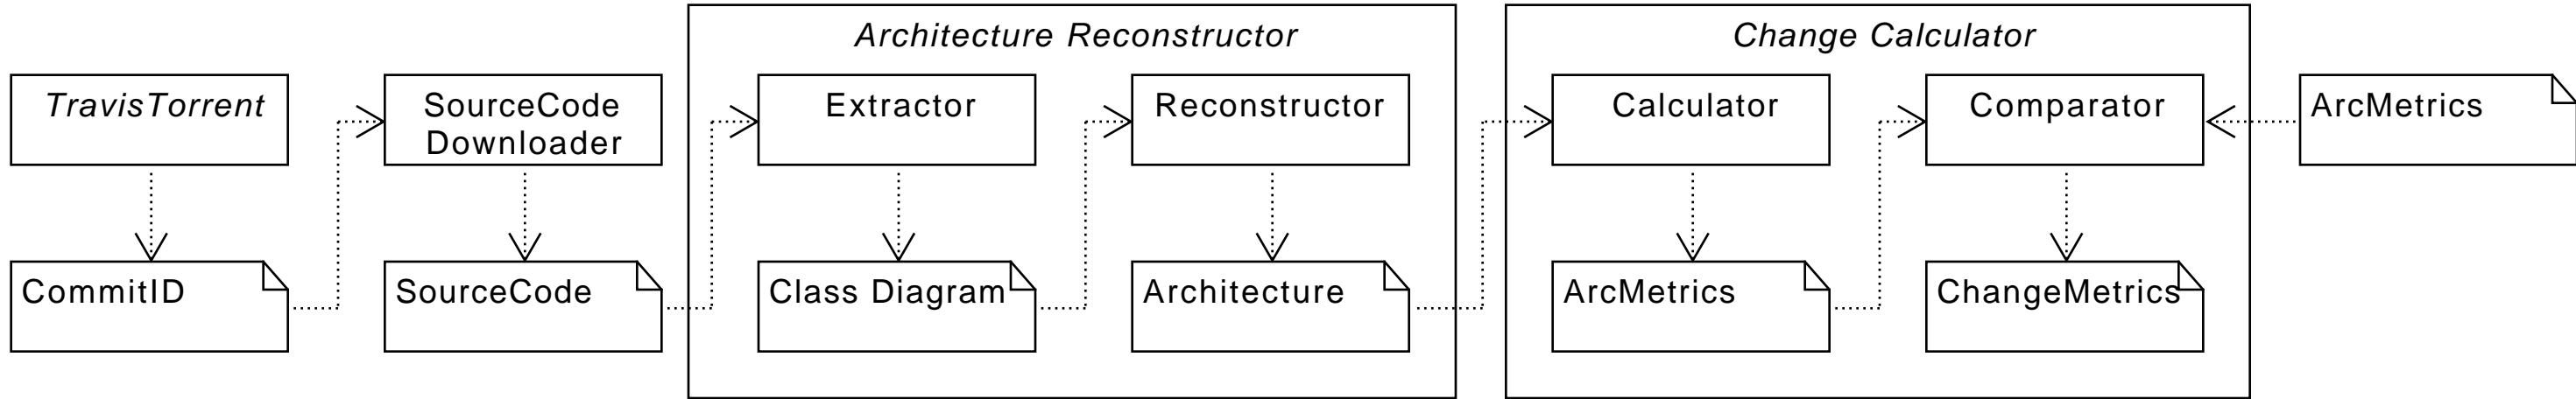 Architecture Reconstructor
Change Calculator
TravisTorrent
SourceCode
Downloader
Extractor
Reconstructor
Calculator
Comparator
ArcMetrics
CommitID
SourceCode
Class Diagram
Architecture
ArcMetrics
ChangeMetrics